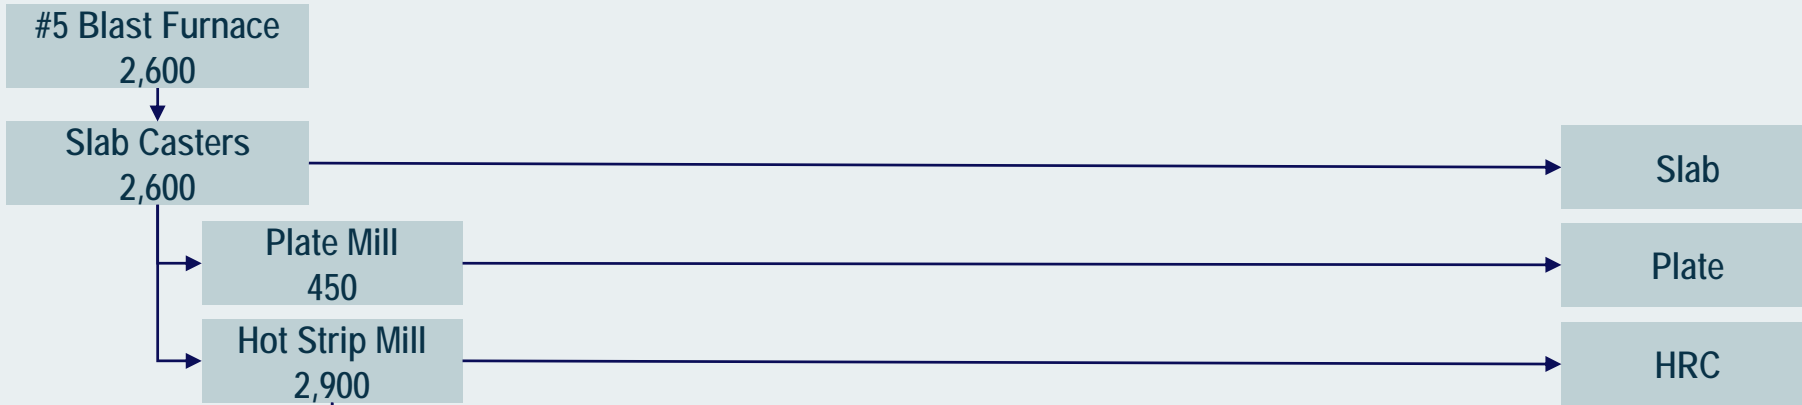 #5 Blast Furnace
2,600
Slab Casters
2,600
Slab
Plate Mill
450
Plate
Hot Strip Mill
2,900
HRC